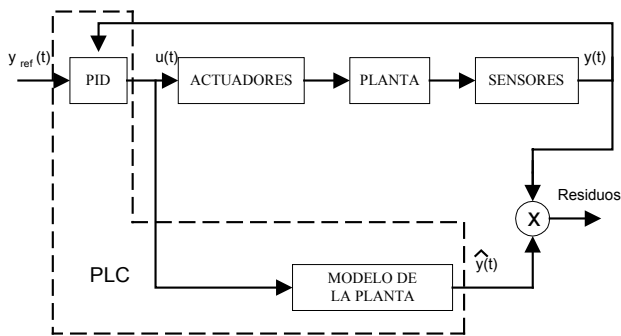 y ref (t)
PID
u(t)
ACTUADORES
PLANTA
SENSORES
y(t)
Residuos
X
PLC
MODELO DE
LA PLANTA
ŷ(t)